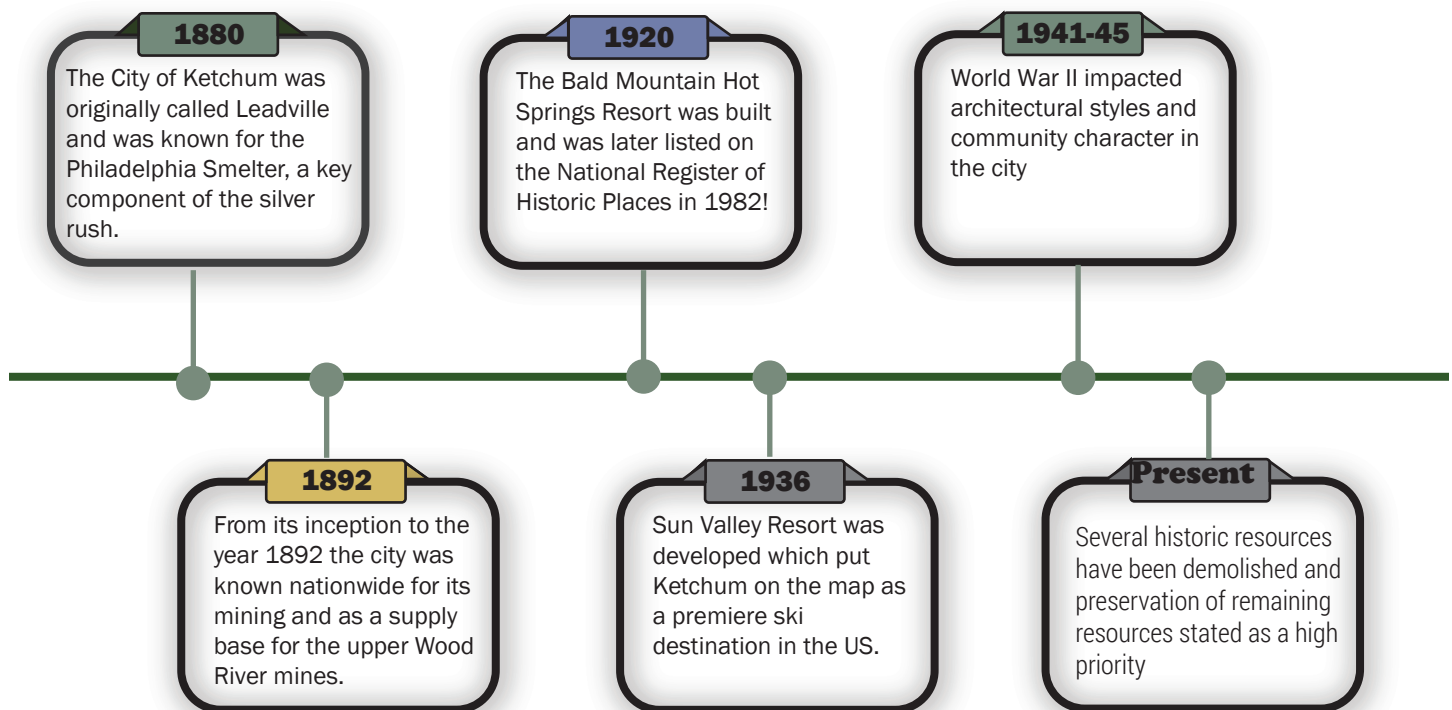 1880
The City of Ketchum was
originally called Leadville
and was known for the
Philadelphia Smelter, a key
component of the silver
rush.
1892
From its inception to the
year 1892 the city was
known nationwide for its
mining and as a supply
base for the upper Wood
River mines.
1920
The Bald Mountain Hot
Springs Resort was built
and was later listed on
the National Register of
Historic Places in 1982!
1936
Sun Valley Resort was
developed which put
Ketchum on the map as
a premiere ski
destination in the US.
1941-45
World War II impacted
architectural styles and
community character in
the city
Present
Several historic resources
have been demolished and
preservation of remaining
resources stated as a high
priority